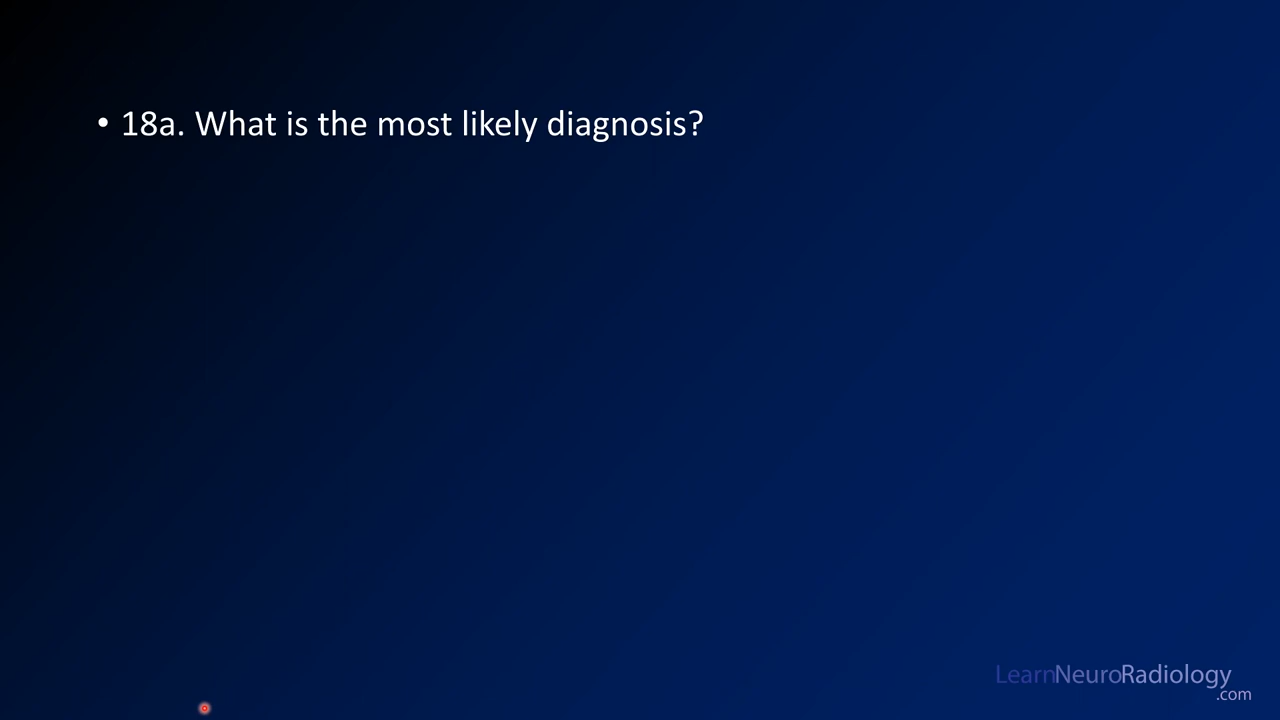 • 18a. What is the most likely diagnosis?
LearnNeuroRadiology
.com